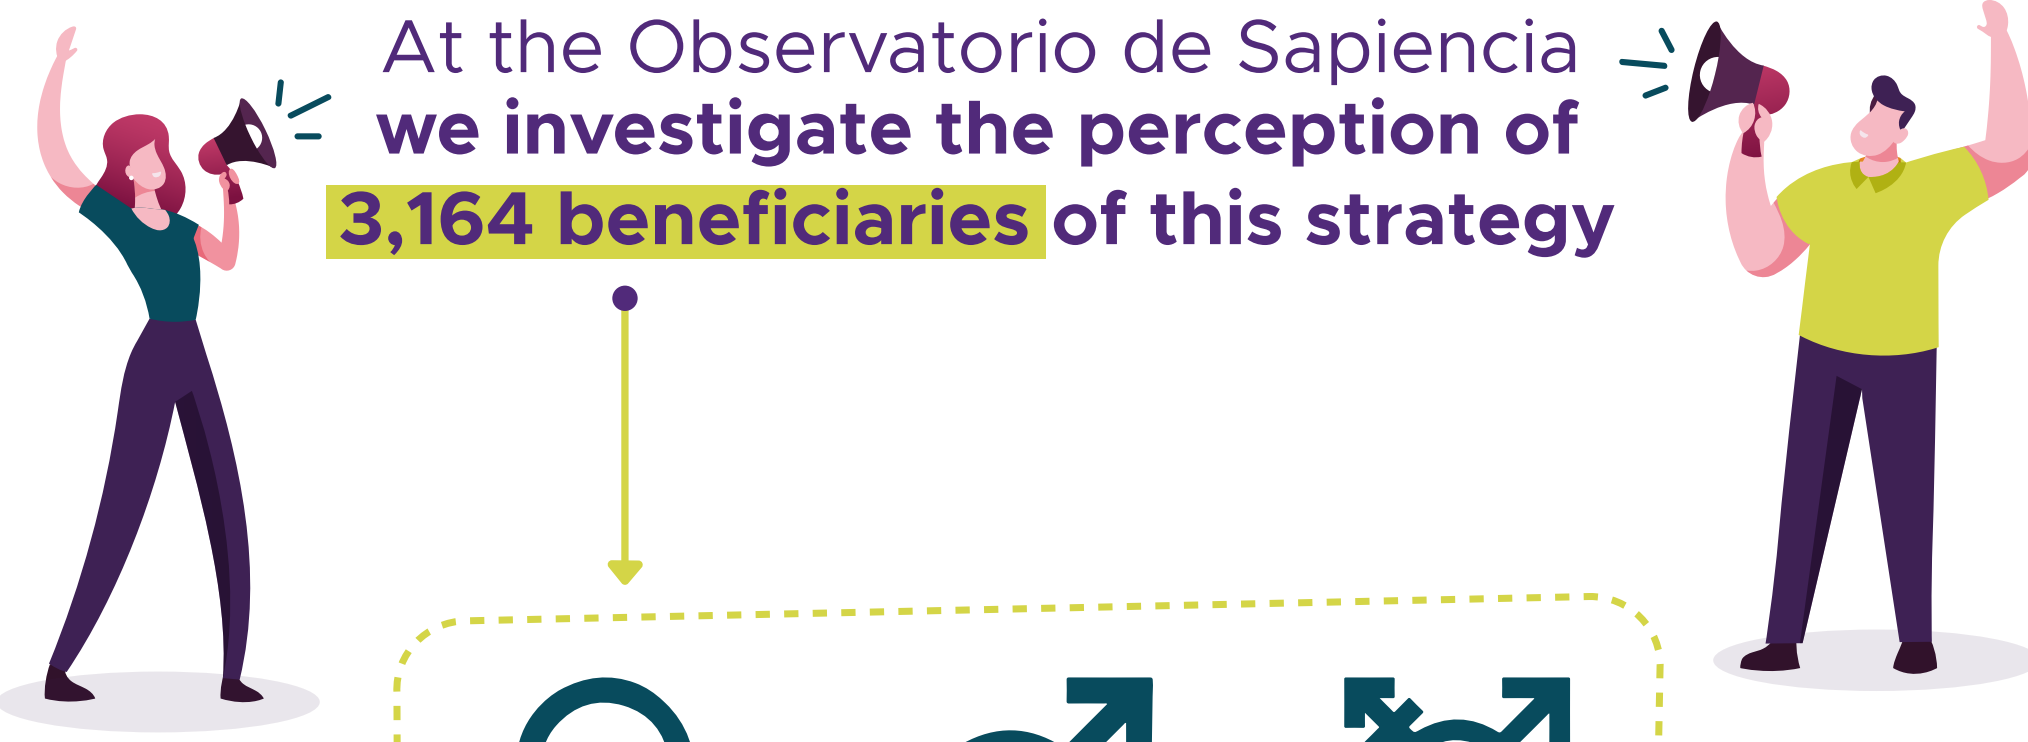 At the Observatorio de Sapiencia
we investigate the perception of
3,164 beneficiaries of this strategy